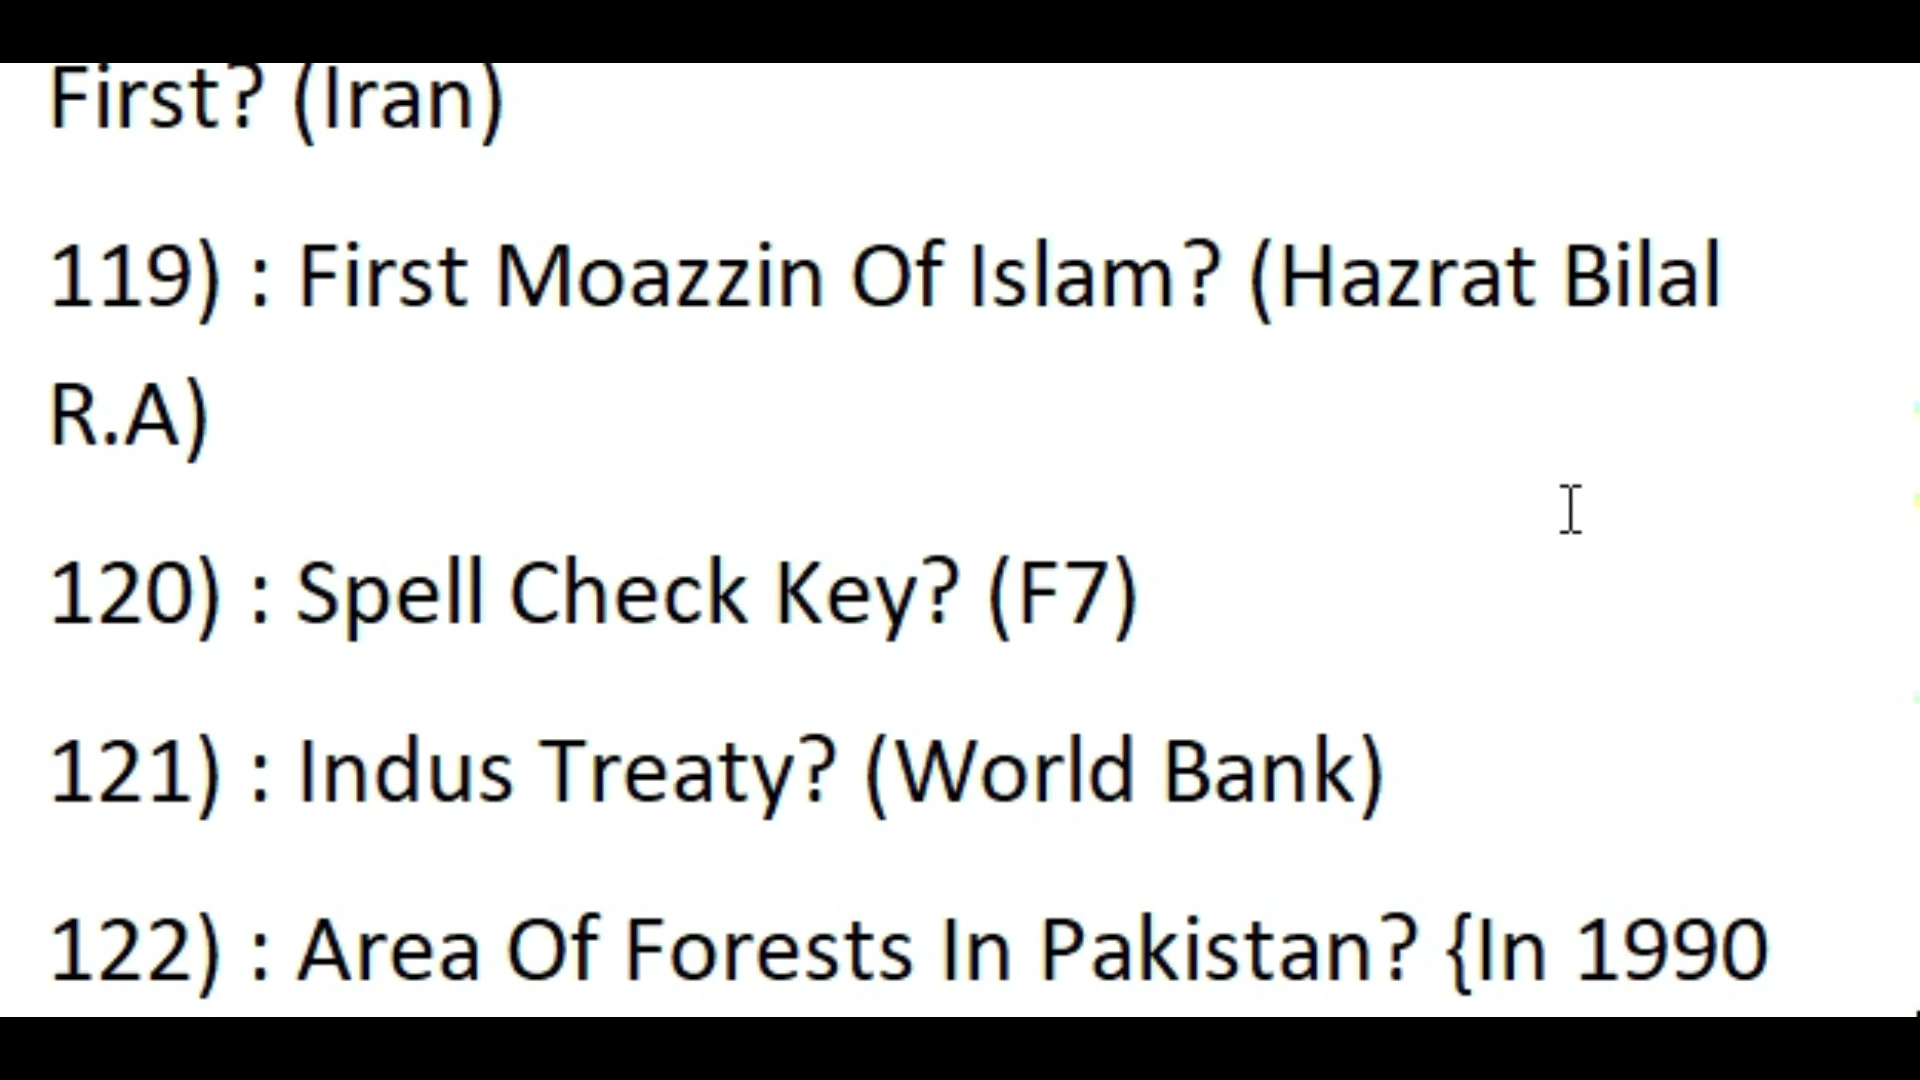 First? (Iran)
119) : First Moazzin Of Islam? (Hazrat Bilal
R.A)
120) : Spell Check Key? (F7)
121) : Indus Treaty? (World Bank)
122) : Area Of Forests In Pakistan? {In 1990